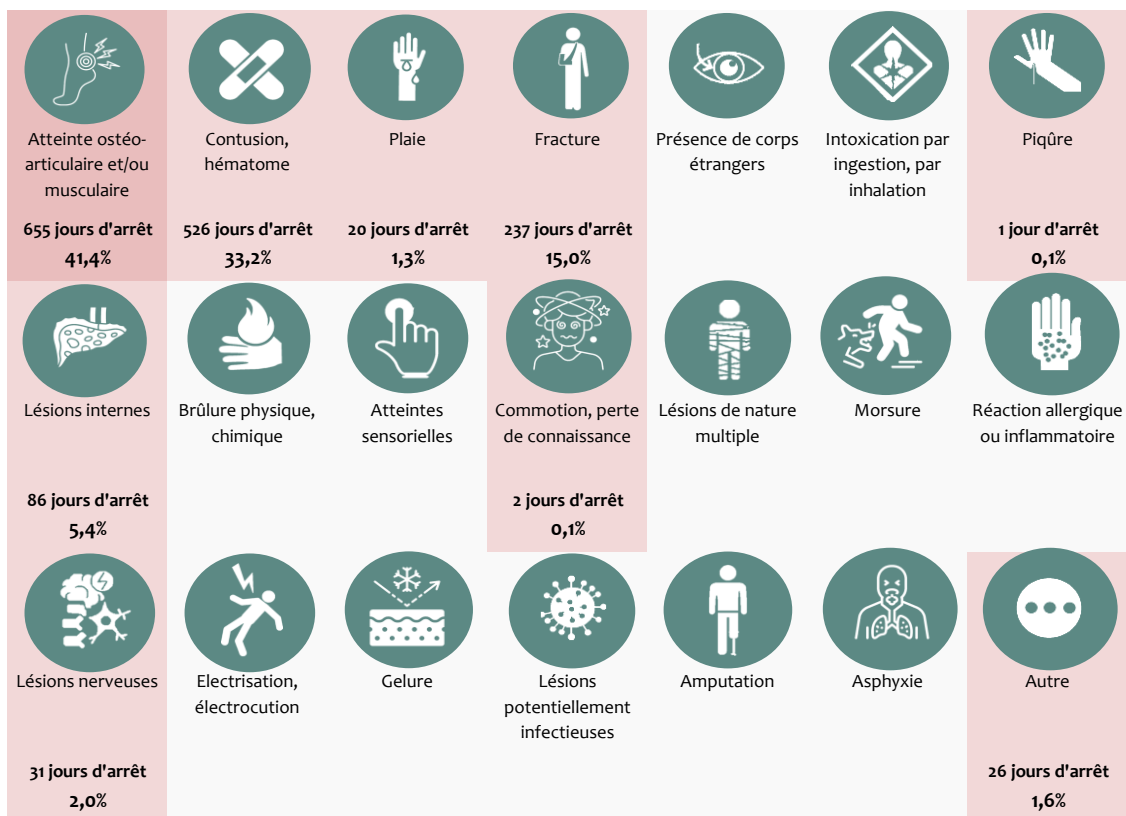 Atteinte ostéo-
articulaire et/ou
musculaire
655 jours d'arrêt
41,4%
Contusion,
hématome
526 jours d'arrêt
33,2%
Plaie
20 jours d'arrêt
1,3%
Fracture
237 jours d'arrêt
15,0%
Présence de corps
étrangers
Intoxication par
ingestion, par
inhalation
Piqûre
1 jour d'arrêt
0,1%
Lésions internes
86 jours d'arrêt
5,4%
Brûlure physique,
chimique
Atteintes
sensorielles
Commotion, perte
de connaissance
2 jours d'arrêt
0,1%
Lésions de nature
multiple
Morsure
Réaction allergique
ou inflammatoire
Lésions nerveuses
31 jours d'arrêt
2,0%
Electrisation,
électrocution
Gelure
Lésions
potentiellement
infectieuses
Amputation
Asphyxie
Autre
26 jours d'arrêt
1,6%